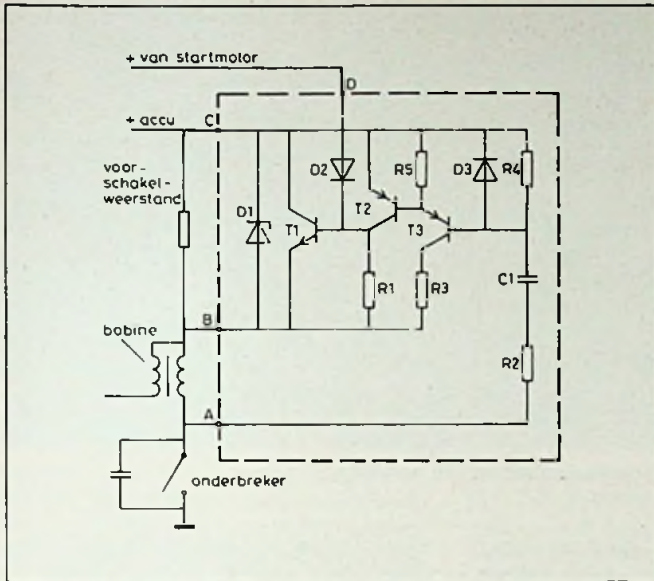 + van startmotor
D
+ accu
C
voor-
schakel-
weerstand
D1
T1
D2
T2
R5
T3
D3
R4
R1
R3
C1
R2
B
bobine
A
onderbreker